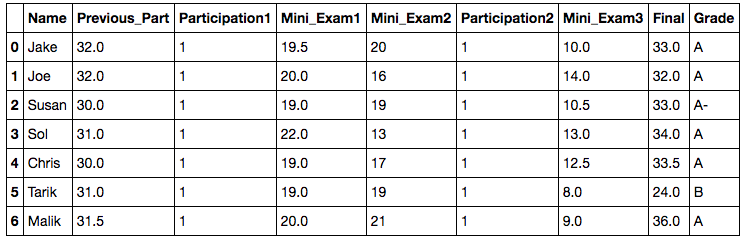 Name Previous_Part Participation1 Mini_Exam1 Mini_Exam2 Participation2 Mini_Exam3 Final Grade
0 Jake 32.0 1 19.5 20 1 10.0 33.0 A
1 Joe 32.0 1 20.0 16 1 14.0 32.0 A
2 Susan 30.0 1 19.0 19 1 10.5 33.0 A-
3 Sol 31.0 1 22.0 13 1 13.0 34.0 A
4 Chris 30.0 1 19.0 17 1 12.5 33.5 A
5 Tarik 31.0 1 19.0 19 1 8.0 24.0 B
6 Malik 31.5 1 20.0 21 1 9.0 36.0 A